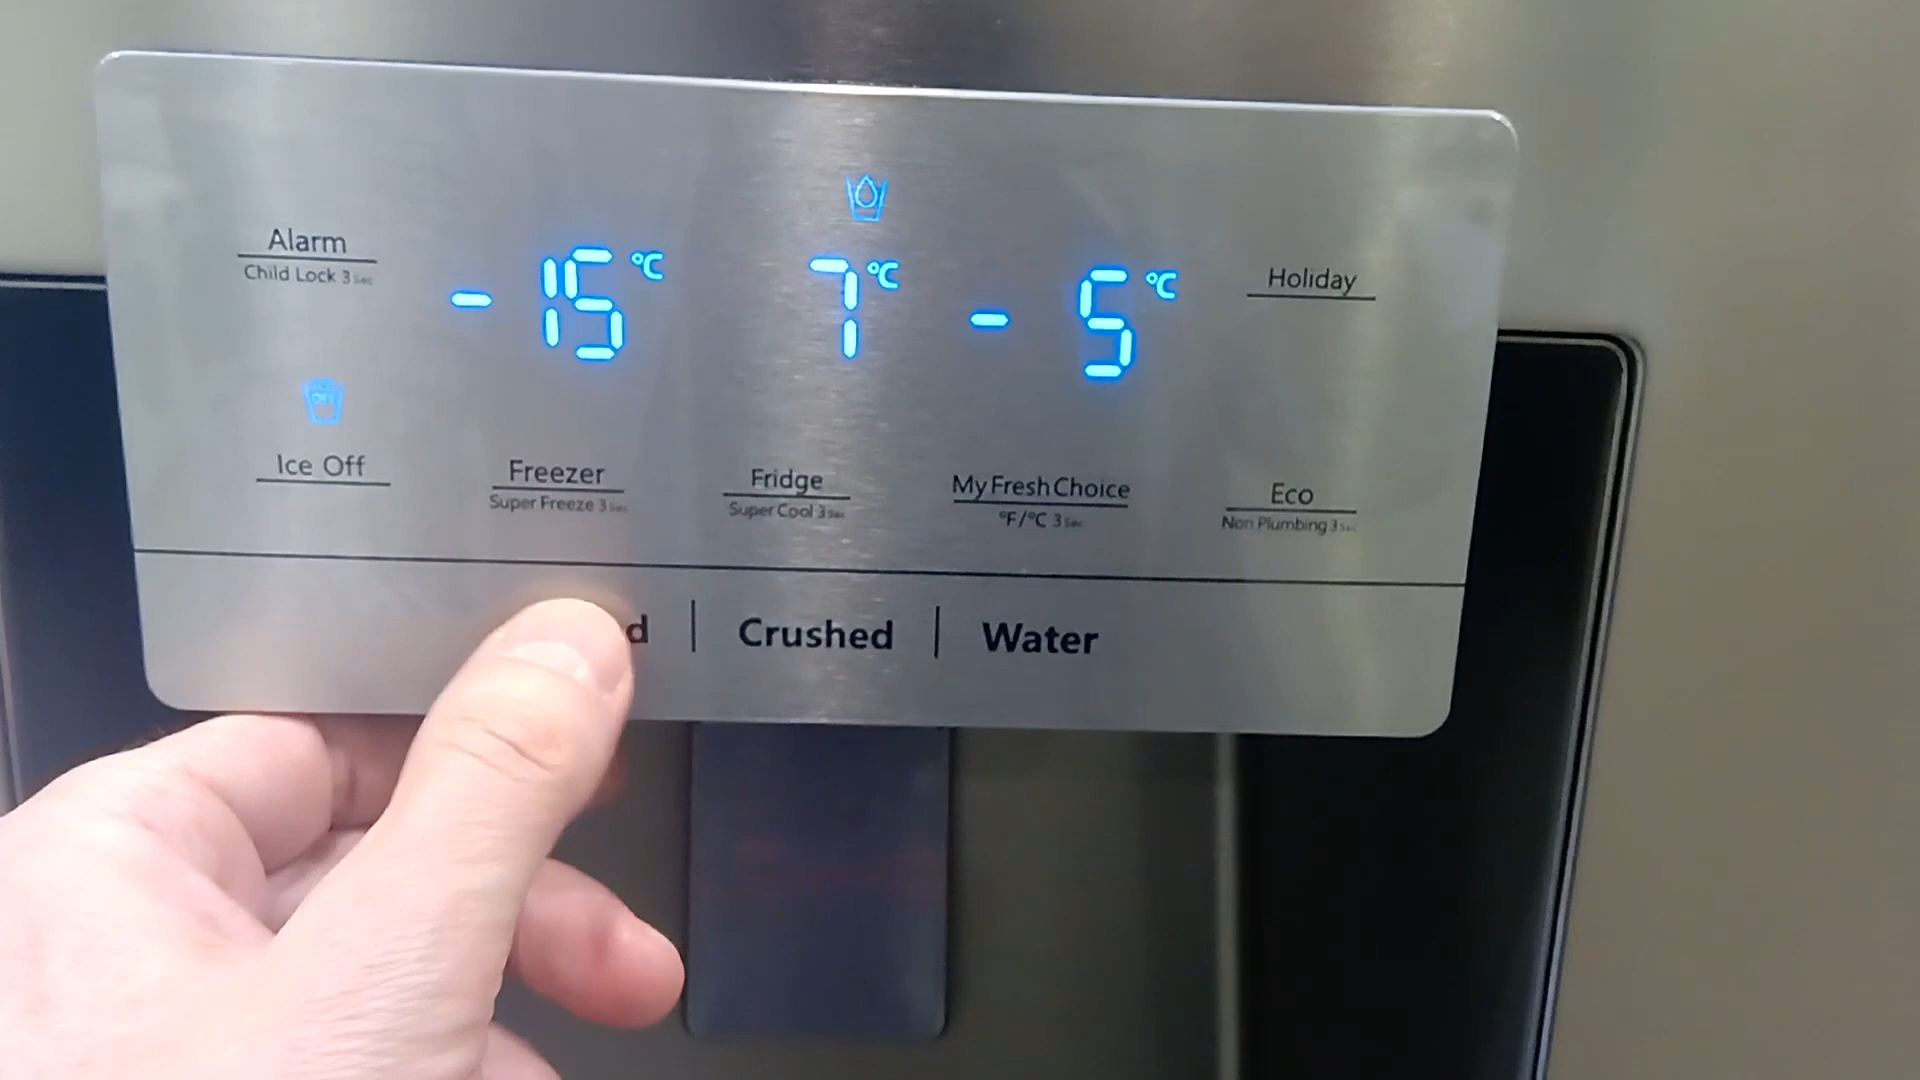 Alarm
Child Lock 3 Sec
-15 °C
7 °C
-5 °C
Holiday
OFF
Ice Off
Freezer
Super Freeze 3 Sec
Fridge
Super Cool 3 Sec
My Fresh Choice
°F/°C 3 Sec
Eco
Non Plumbing 3 Sec
d | Crushed | Water